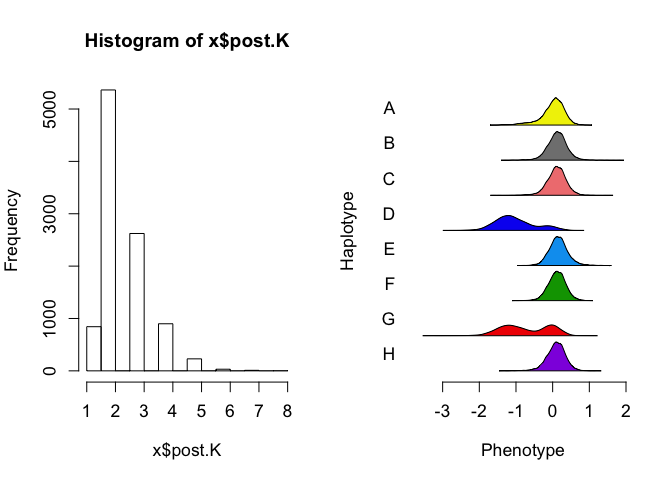 Histogram of x$post.K
Frequency
5000
3000
1000
0
1 2 3 4 5 6 7 8
x$post.K
Haplotype
A
B
C
D
E
F
G
H
-3 -2 -1 0 1 2
Phenotype